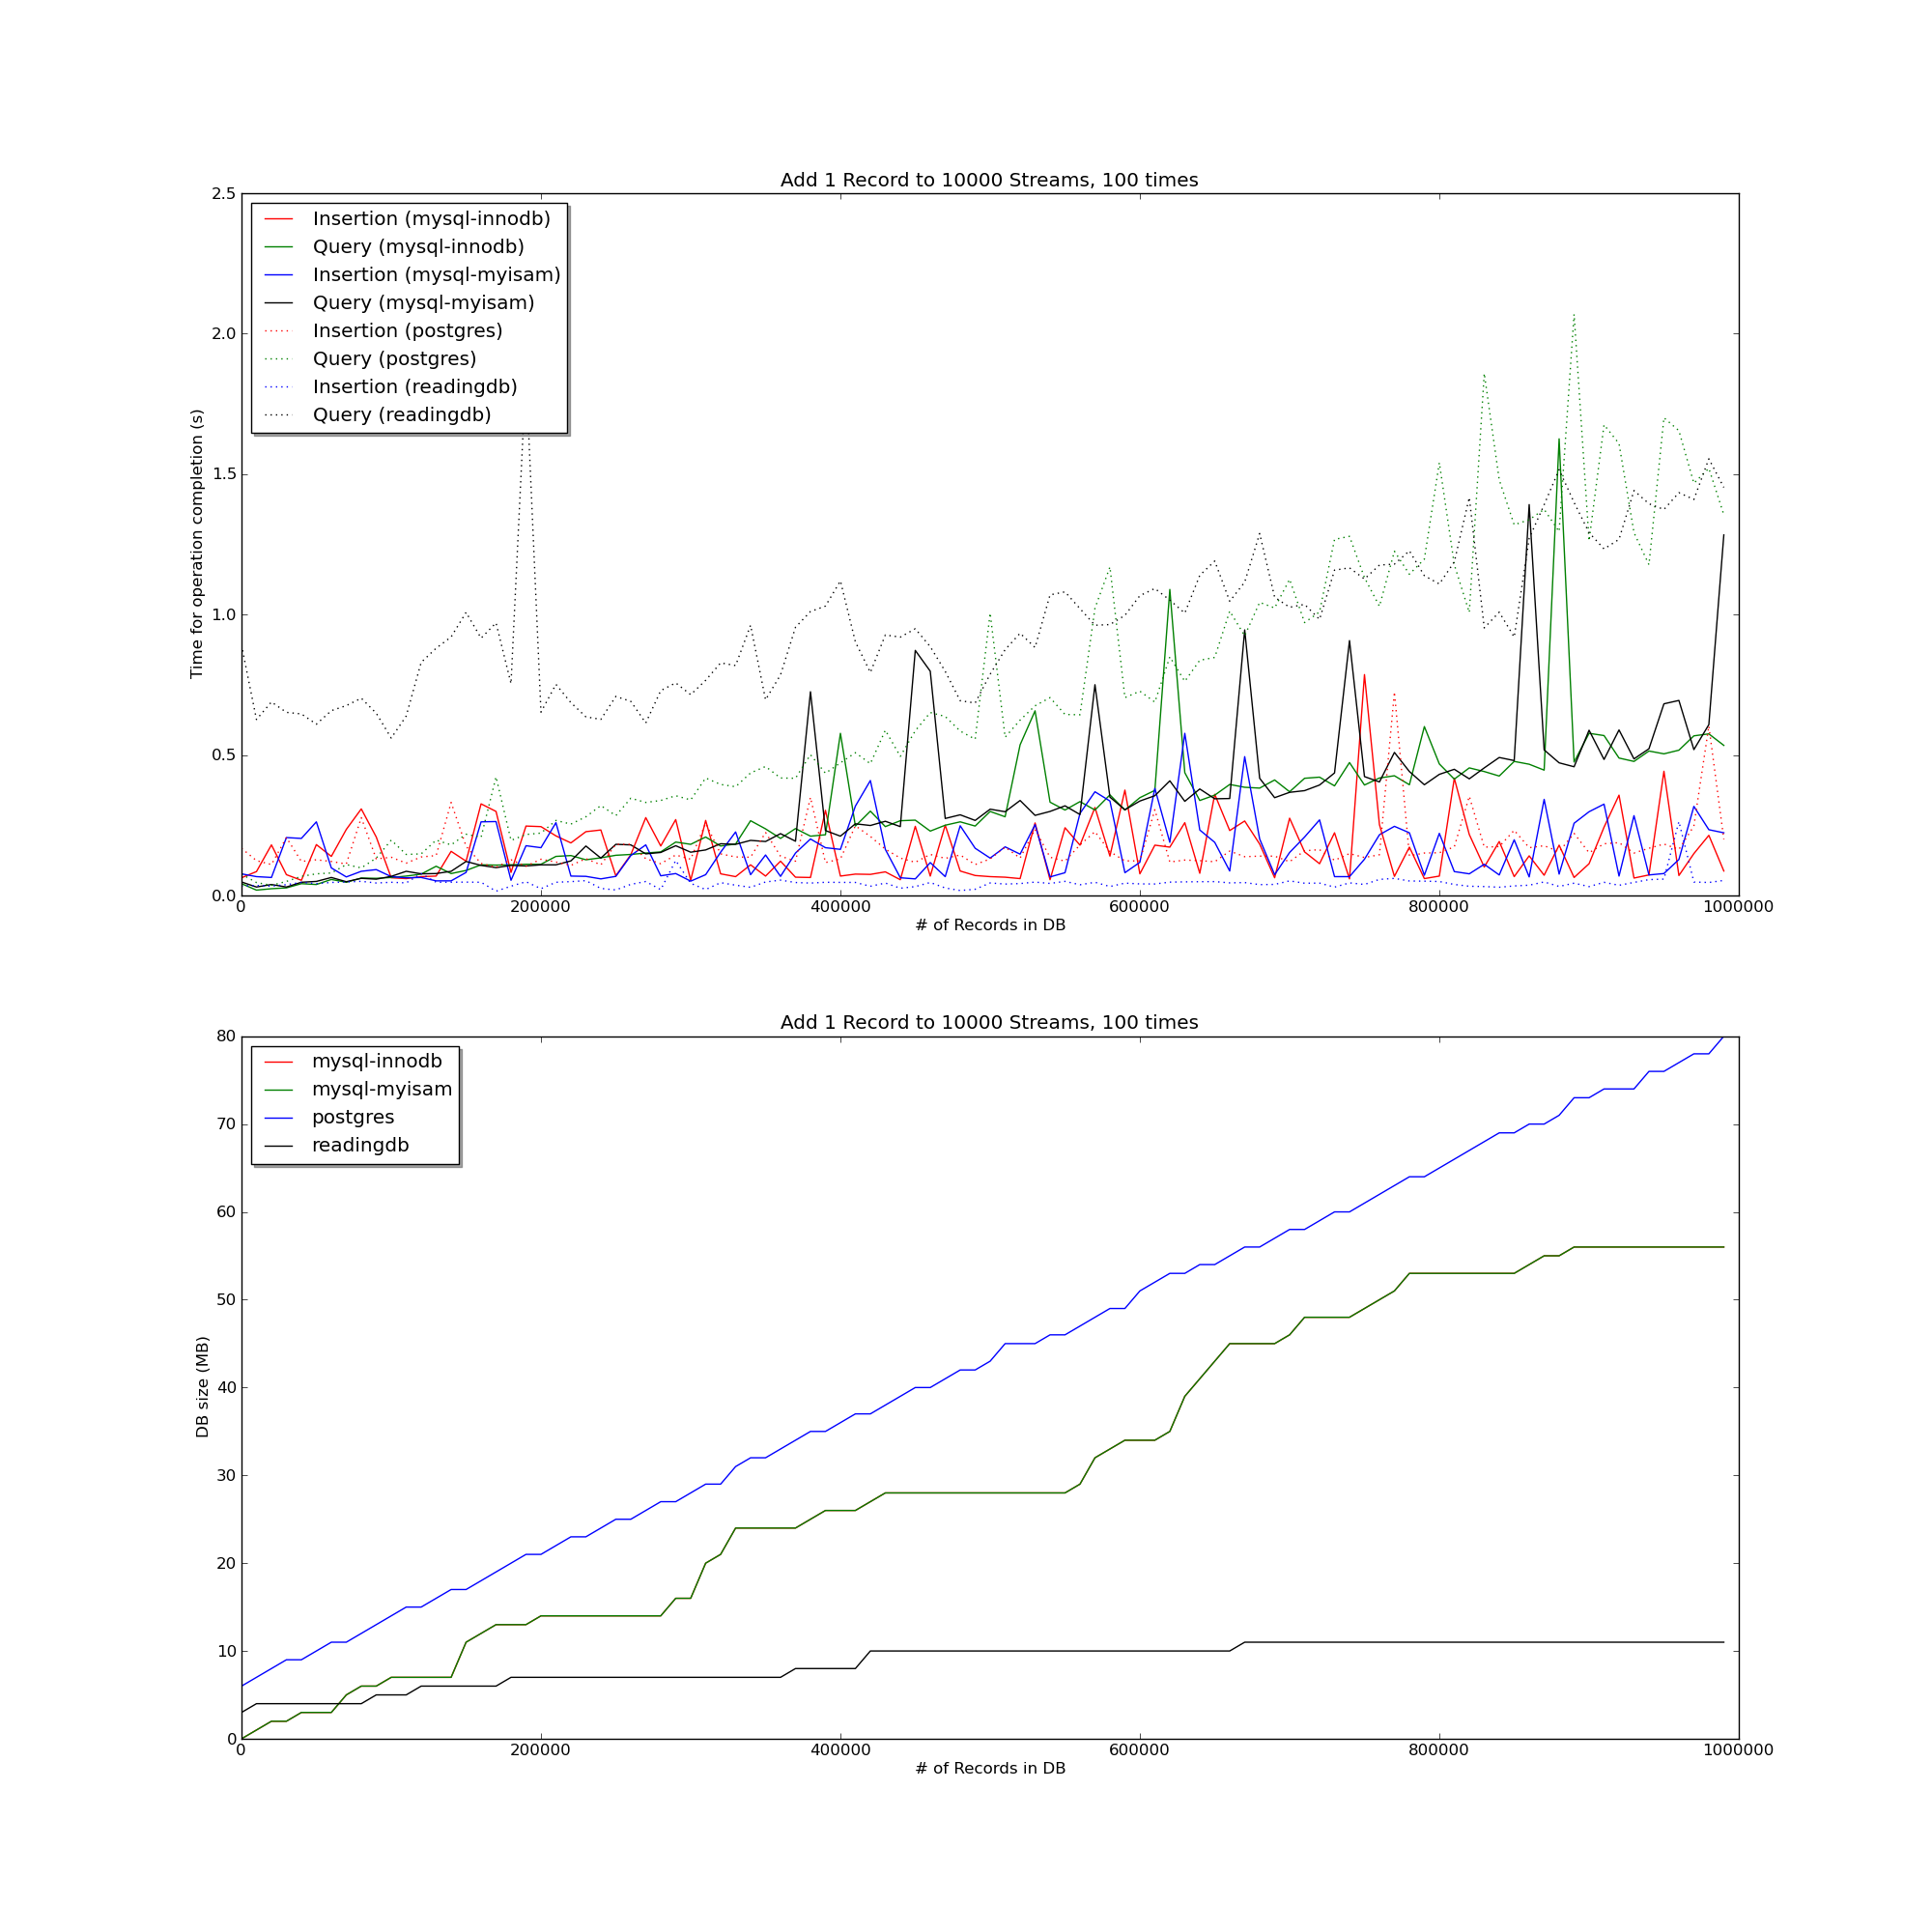 Add 1 Record to 10000 Streams, 100 times
2.5
2.0
1.5
1.0
0.5
0.0
Time for operation completion (s)
Insertion (mysql-innodb)
Query (mysql-innodb)
Insertion (mysql-myisam)
Query (mysql-myisam)
Insertion (postgres)
Query (postgres)
Insertion (readingdb)
Query (readingdb)
0 200000 400000 600000 800000 1000000
# of Records in DB
Add 1 Record to 10000 Streams, 100 times
80
70
60
50
40
30
20
10
0
DB size (MB)
mysql-innodb
mysql-myisam
postgres
readingdb
0 200000 400000 600000 800000 1000000
# of Records in DB